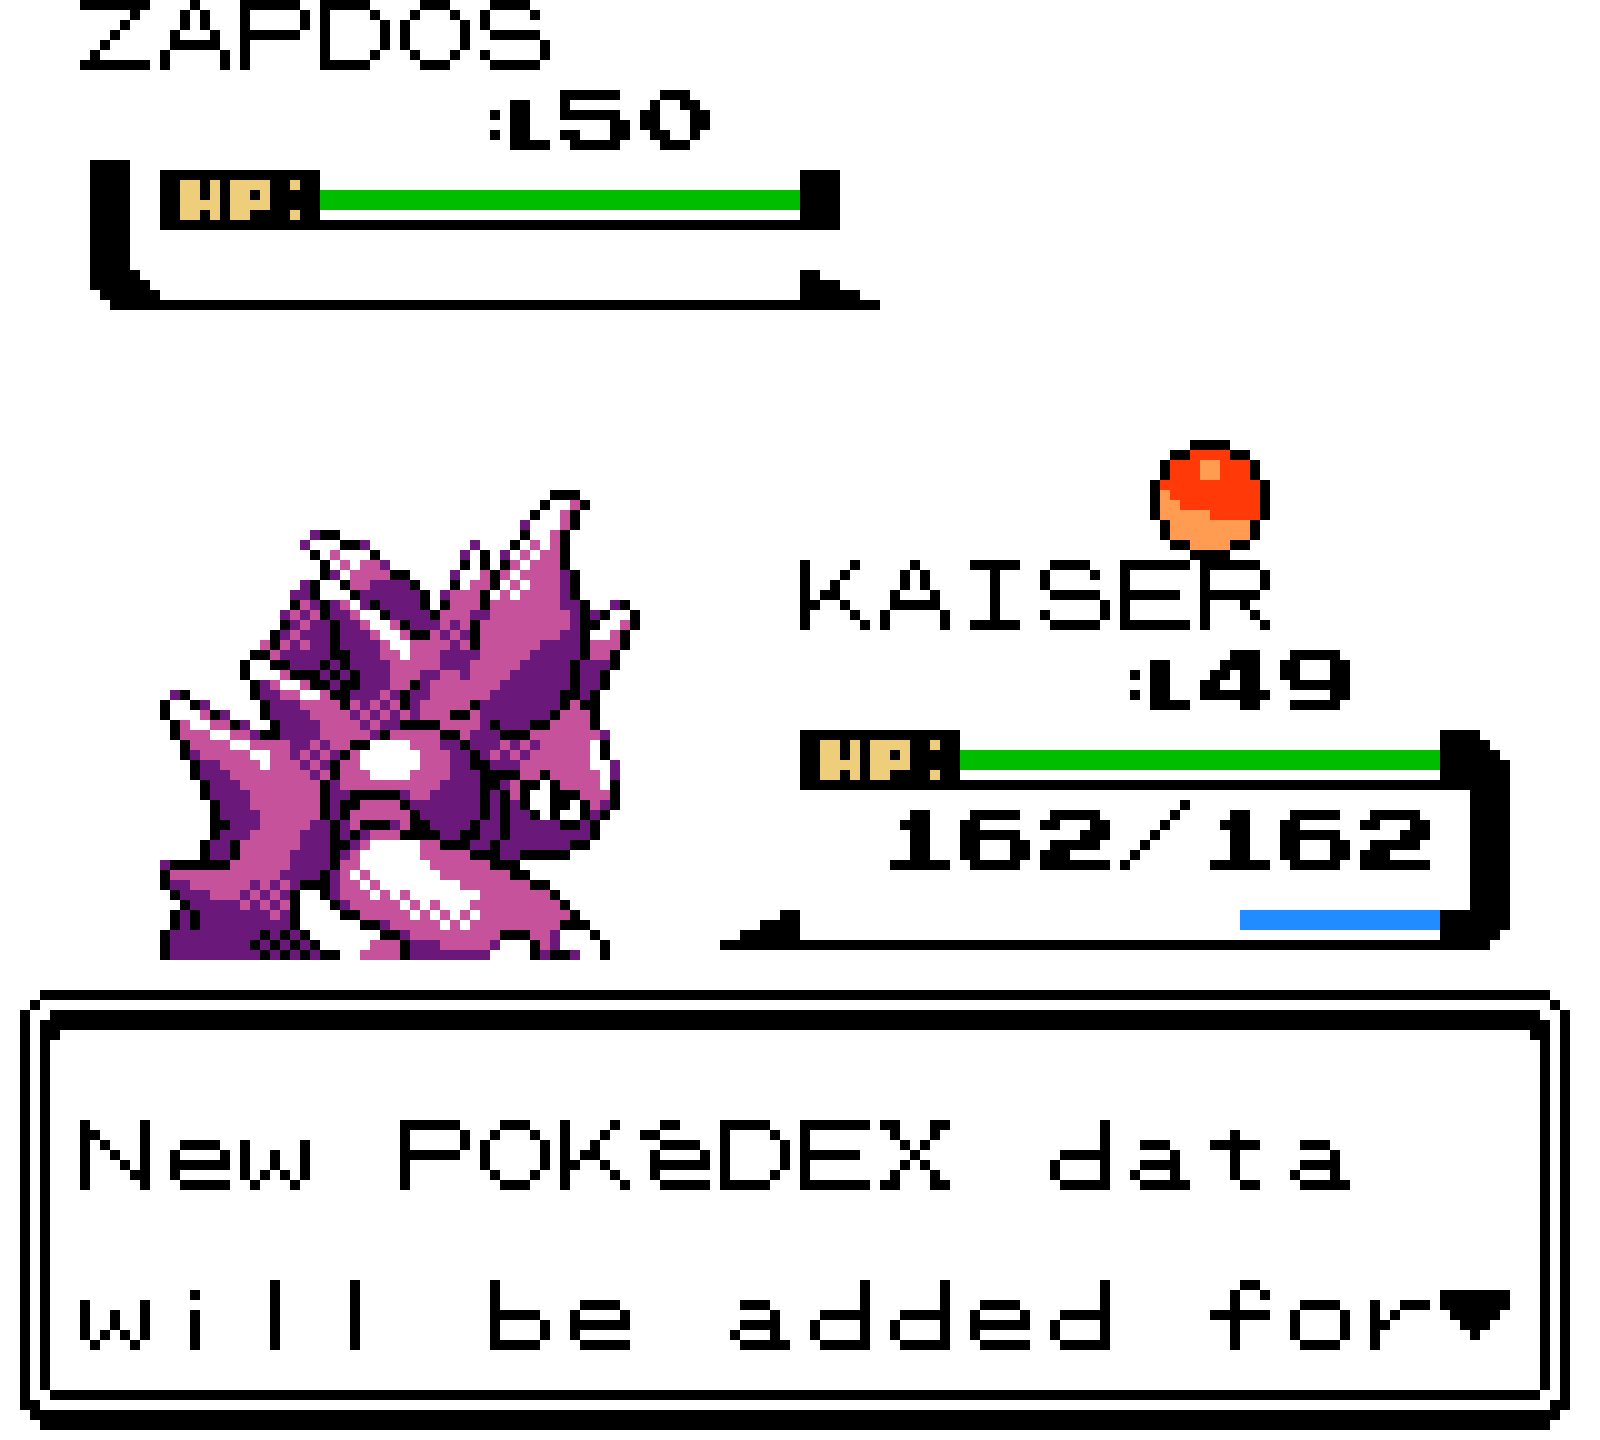 ZAPDOS
:L50
HP:
KAISER
:L49
HP:
162/162
New POKéDEX data
will be added for▼